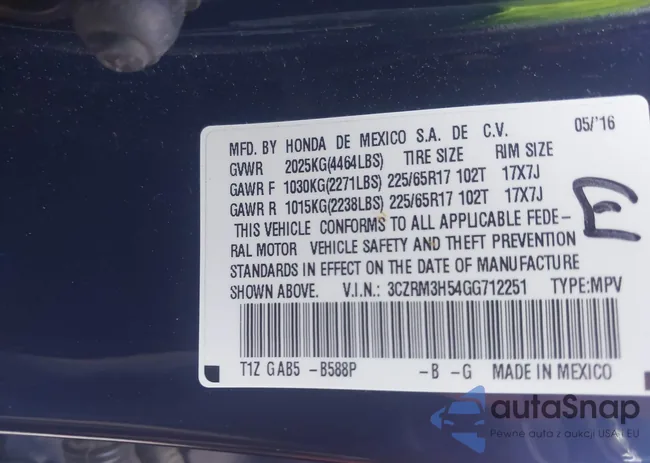 MFD. BY HONDA DE MEXICO S.A. DE C.V. 05/'16
GVWR 2025KG(4464LBS) TIRE SIZE RIM SIZE
GAWR F 1030KG(2271LBS) 225/65R17 102T 17X7J
GAWR R 1015KG(2238LBS) 225/65R17 102T 17X7J
THIS VEHICLE CONFORMS TO ALL APPLICABLE FEDE-
RAL MOTOR VEHICLE SAFETY AND THEFT PREVENTION
STANDARDS IN EFFECT ON THE DATE OF MANUFACTURE
SHOWN ABOVE. V.I.N.: 3CZRM3H54GG712251 TYPE:MPV
T1Z GAB5 -B588P -B -G MADE IN MEXICO
autaSnap
Pewne auta z aukcji USA i EU